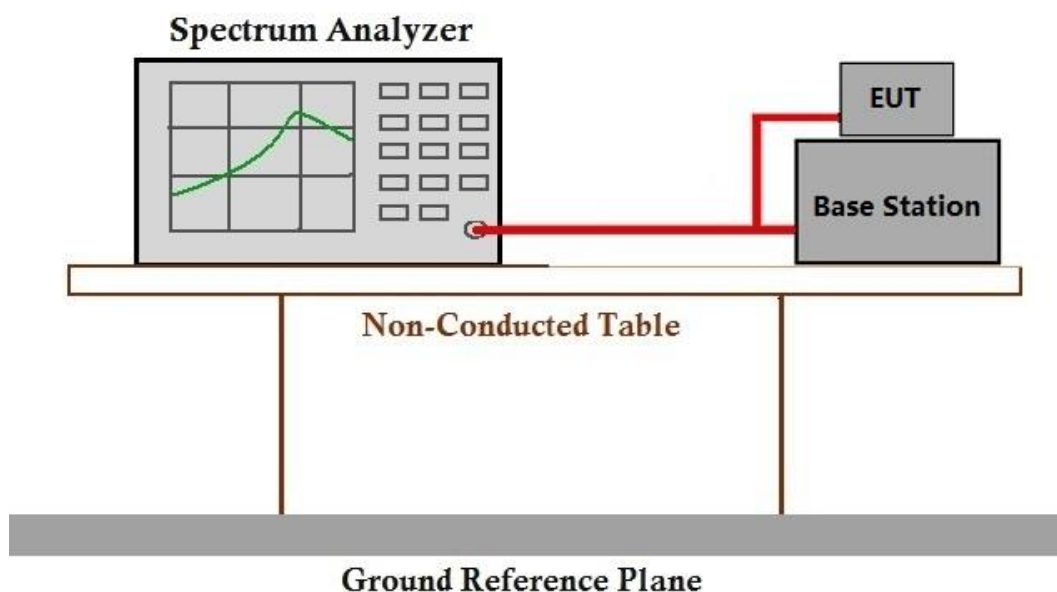 Spectrum Analyzer
EUT
Base Station
Non-Conducted Table
Ground Reference Plane